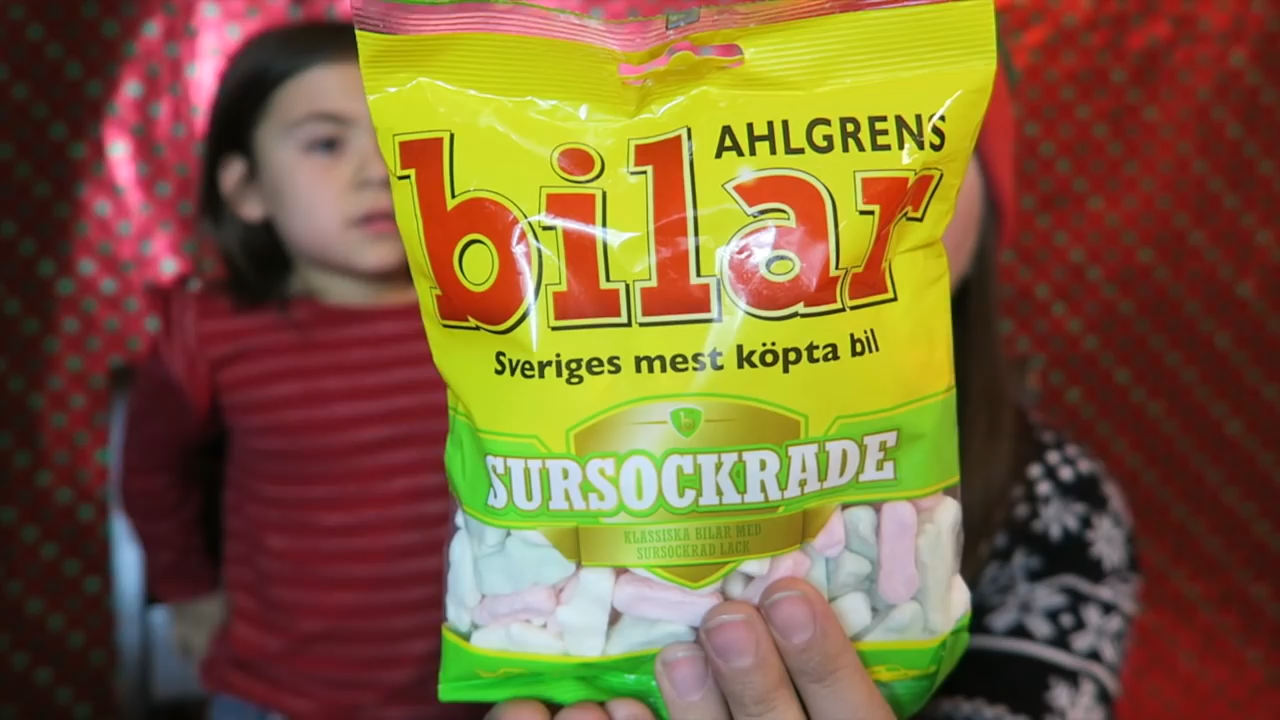 AHLGRENS
bilar
Sveriges mest köpta bil
b
SURSOCKRADE
KLASSISKA BILAR MED
SURSOCKRAD LACK